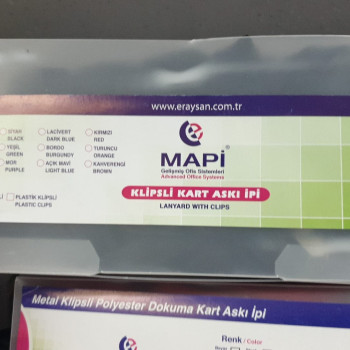 www.eraysan.com.tr
SİYAH LACİVERT KIRMIZI
BLACK DARK BLUE RED
YEŞİL BORDO TURUNCU
GREEN BURGUNDY ORANGE
MOR AÇIK MAVİ KAHVERENGİ
PURPLE LIGHT BLUE BROWN
PLASTİK KLİPSLİ
PLASTIC CLIPS
MAPİ®
Gelişmiş Ofis Sistemleri
Advanced Office Systems
KLİPSLİ KART ASKI İPİ
LANYARD WITH CLIPS
Metal Klipsli Polyester Dokuma Kart Askı İpi
Renk / Color